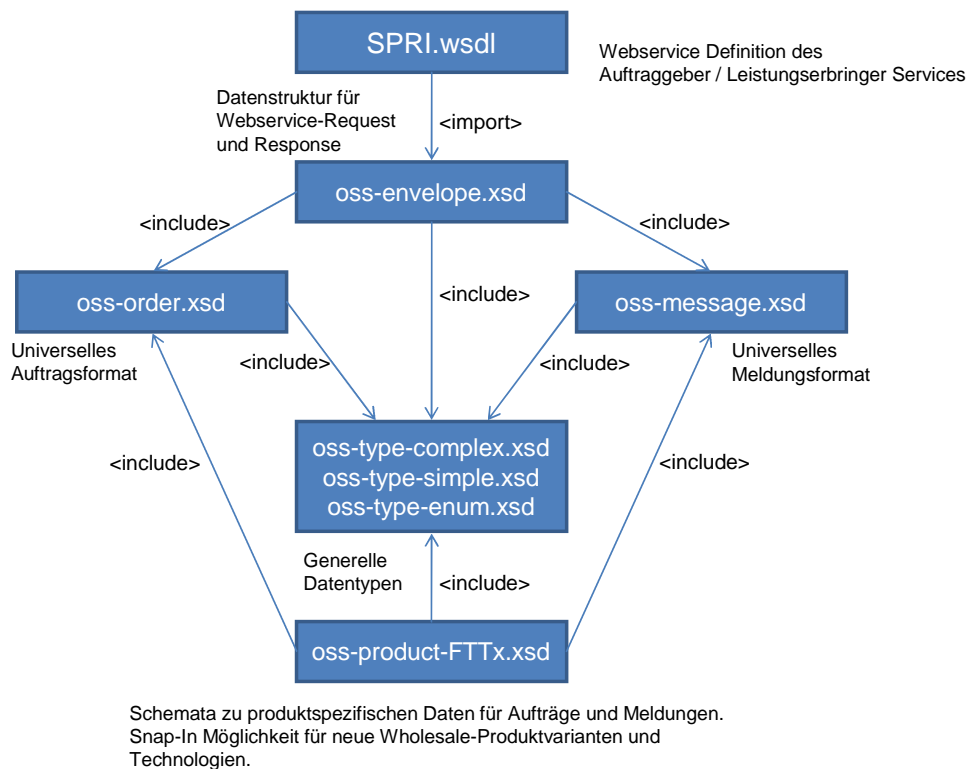 SPRI.wsdl
Webservice Definition des
Auftraggeber / Leistungserbringer Services
Datenstruktur für
Webservice-Request
und Response
<import>
oss-envelope.xsd
<include>
<include>
<include>
oss-order.xsd
oss-message.xsd
Universelles
Auftragsformat
<include>
<include>
Universelles
Meldungsformat
oss-type-complex.xsd
oss-type-simple.xsd
oss-type-enum.xsd
<include>
<include>
Generelle
Datentypen
<include>
oss-product-FTTx.xsd
Schemata zu produktspezifischen Daten für Aufträge und Meldungen.
Snap-In Möglichkeit für neue Wholesale-Produktvarianten und
Technologien.